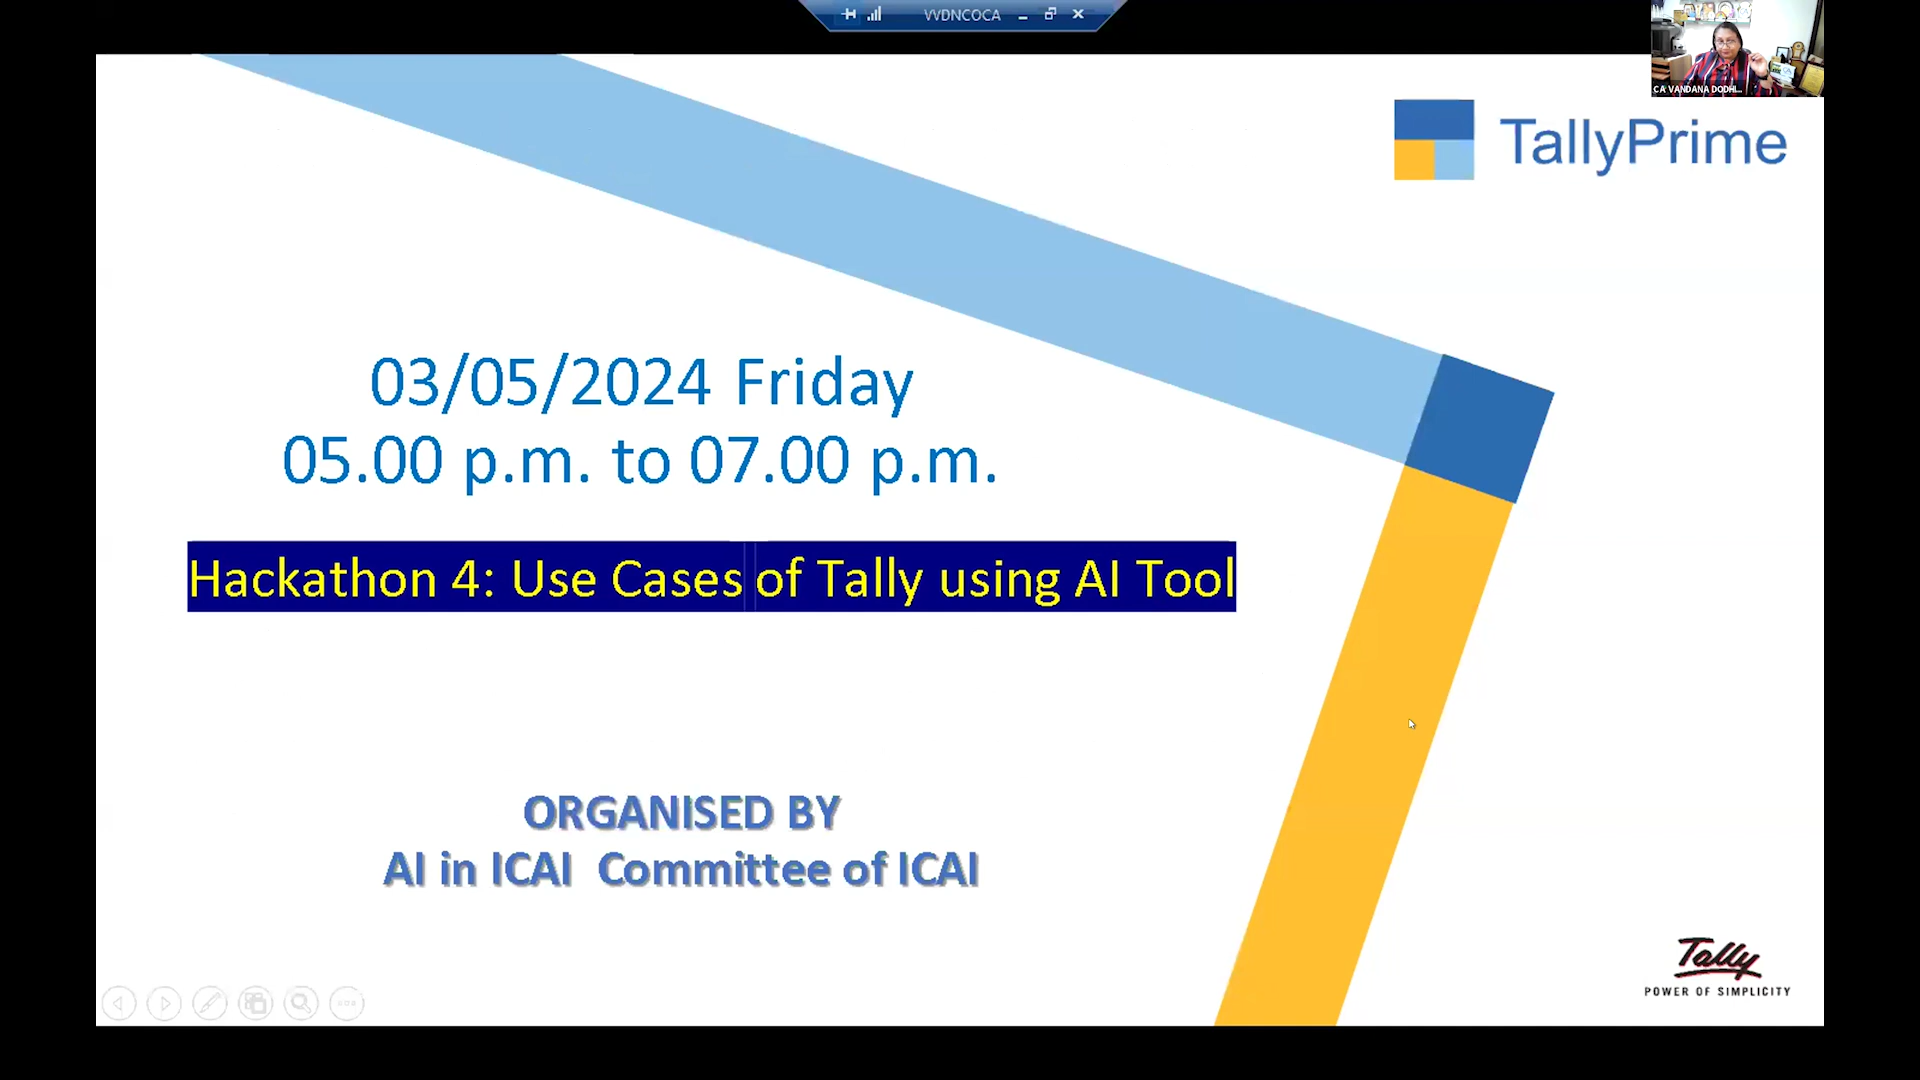 VVDNCOCA
CA VANDANA DODHI...
TallyPrime
03/05/2024 Friday
05.00 p.m. to 07.00 p.m.
Hackathon 4: Use Cases of Tally using AI Tool
ORGANISED BY
AI in ICAI Committee of ICAI
Tally
POWER OF SIMPLICITY